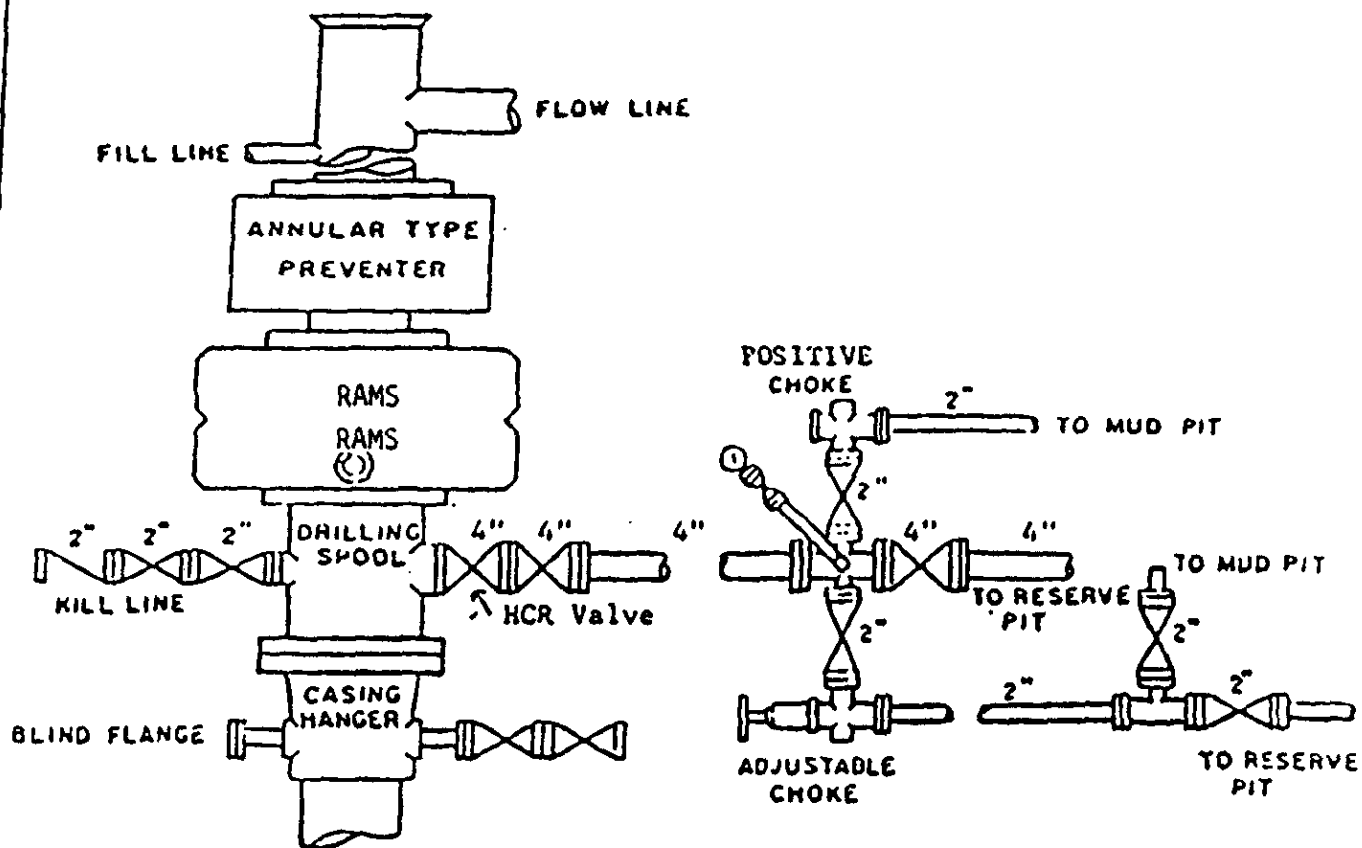 FLOW LINE
FILL LINE
ANNULAR TYPE
PREVENTER
RAMS
RAMS
POSITIVE
CHOKE
2"
TO MUD PIT
2"
2" 2" 2"
DRILLING
SPOOL
4" 4" 4"
4" 4"
KILL LINE
HCR Valve
TO RESERVE
PIT
TO MUD PIT
2"
2"
CASING
HANGER
2"
2"
BLIND FLANGE
ADJUSTABLE
CHOKE
TO RESERVE
PIT